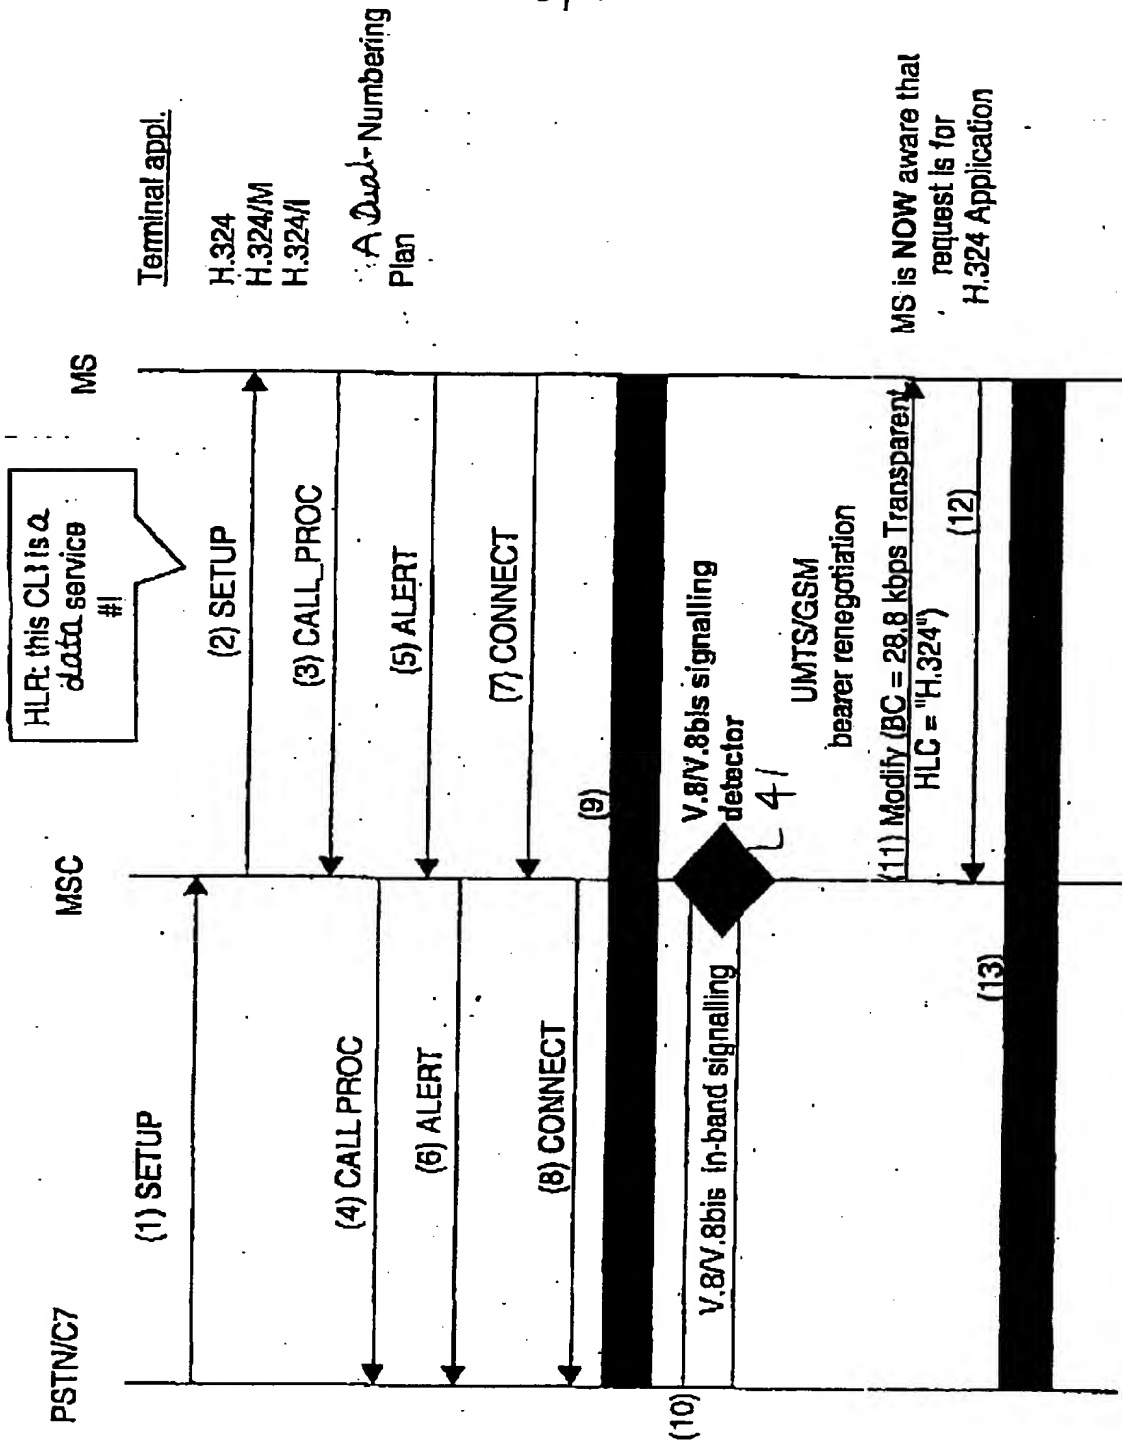 PSTN/C7
MSC
MS
HLR: this CLI is a
data service
#!
Terminal appl.
H.324
H.324/M
H.324/I
A Dual-Numbering
Plan
(1) SETUP
(2) SETUP
(3) CALL_PROC
(4) CALL PROC
(5) ALERT
(6) ALERT
(7) CONNECT
(8) CONNECT
(9)
(10)
V.8/V.8bis in-band signalling
V.8/V.8bis signalling
detector
41
UMTS/GSM
bearer renegotiation
(11) Modify (BC = 28.8 kbps Transparent
HLC = "H.324")
MS is NOW aware that
request is for
H.324 Application
(12)
(13)